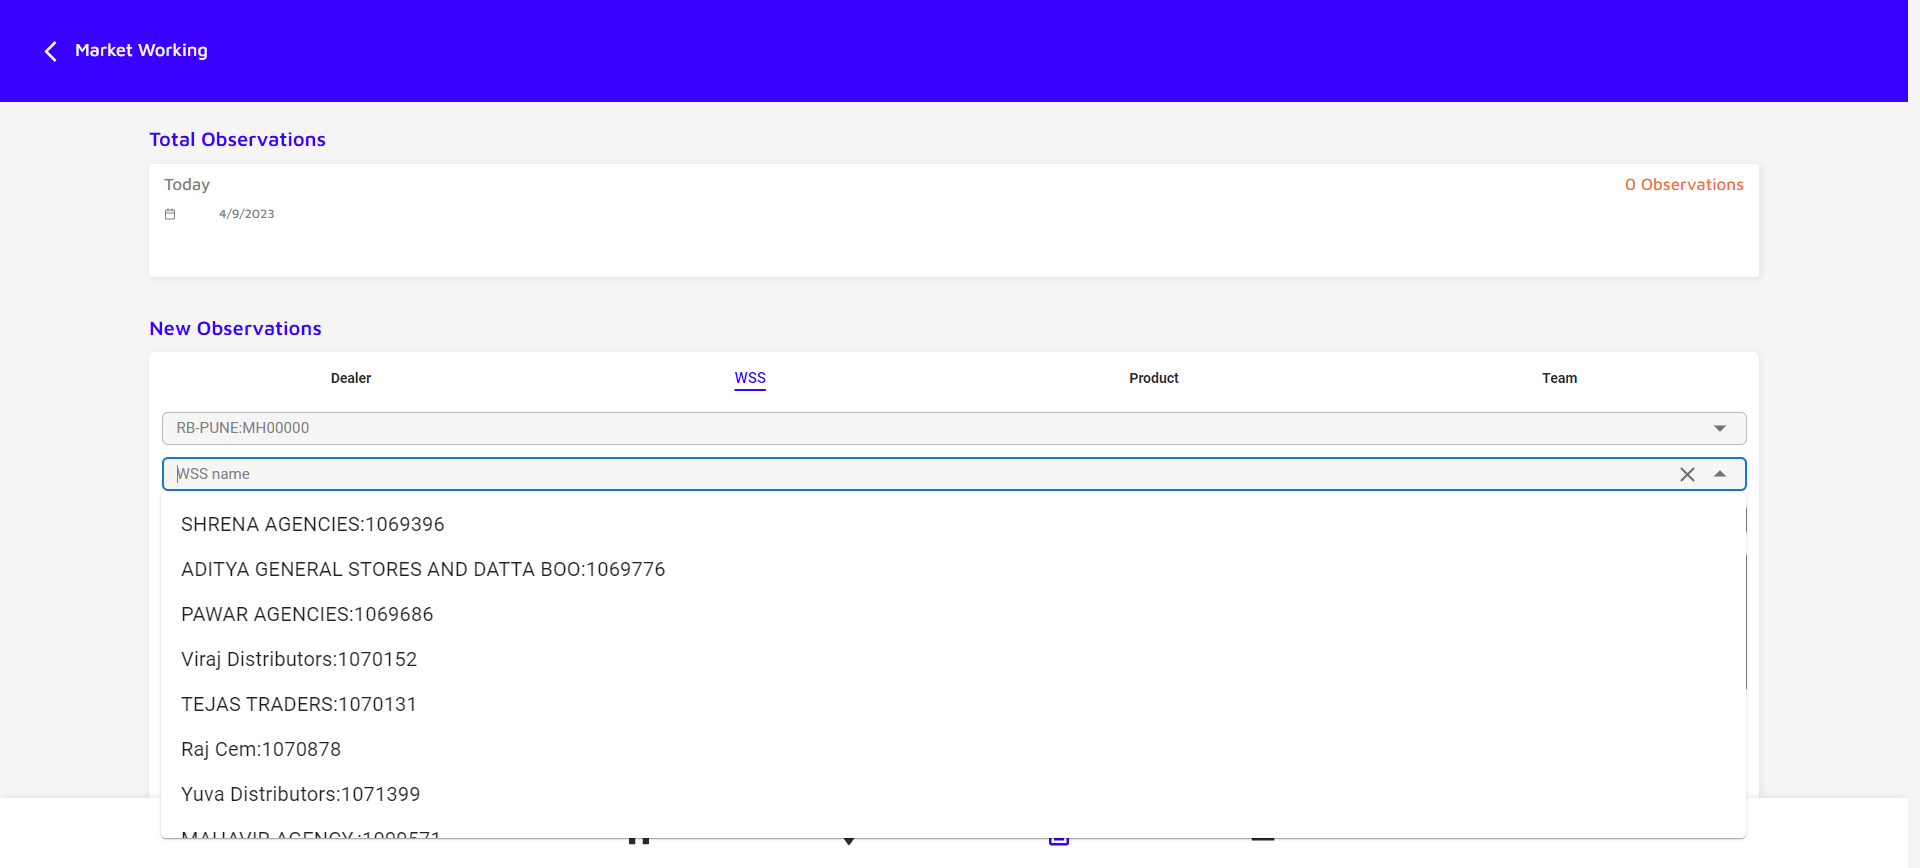 Market Working
Total Observations
Today
0 Observations
4/9/2023
New Observations
Dealer
WSS
Product
Team
RB-PUNE:MH00000
WSS name
SHRENA AGENCIES:1069396
ADITYA GENERAL STORES AND DATTA BOO:1069776
PAWAR AGENCIES:1069686
Viraj Distributors:1070152
TEJAS TRADERS:1070131
Raj Cem:1070878
Yuva Distributors:1071399
MAHAVIR AGENCY